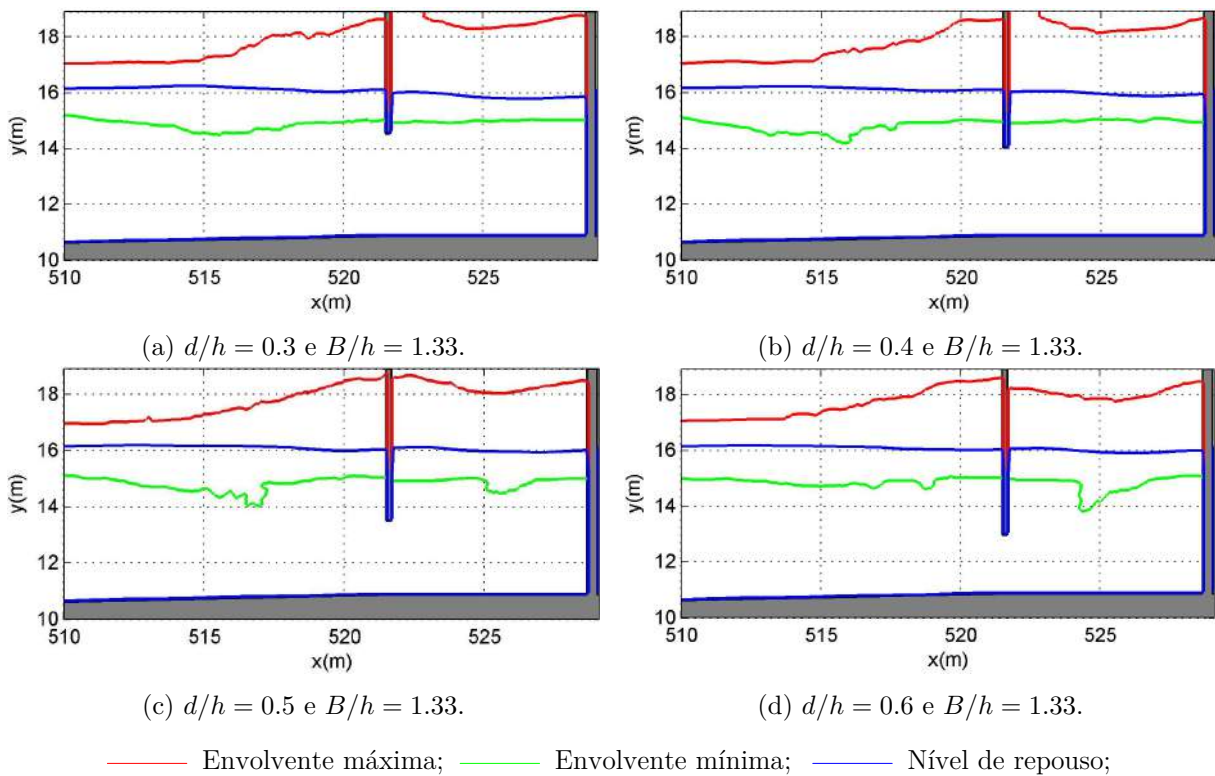 18
16
14
12
10
y(m)
510
515
520
525
x(m)
18
16
14
12
10
y(m)
510
515
520
525
x(m)
(a) d/h = 0.3 e B/h = 1.33.
(b) d/h = 0.4 e B/h = 1.33.
18
16
14
12
10
y(m)
510
515
520
525
x(m)
18
16
14
12
10
y(m)
510
515
520
525
x(m)
(c) d/h = 0.5 e B/h = 1.33.
(d) d/h = 0.6 e B/h = 1.33.
Envolvente máxima; Envolvente mínima; Nível de repouso;